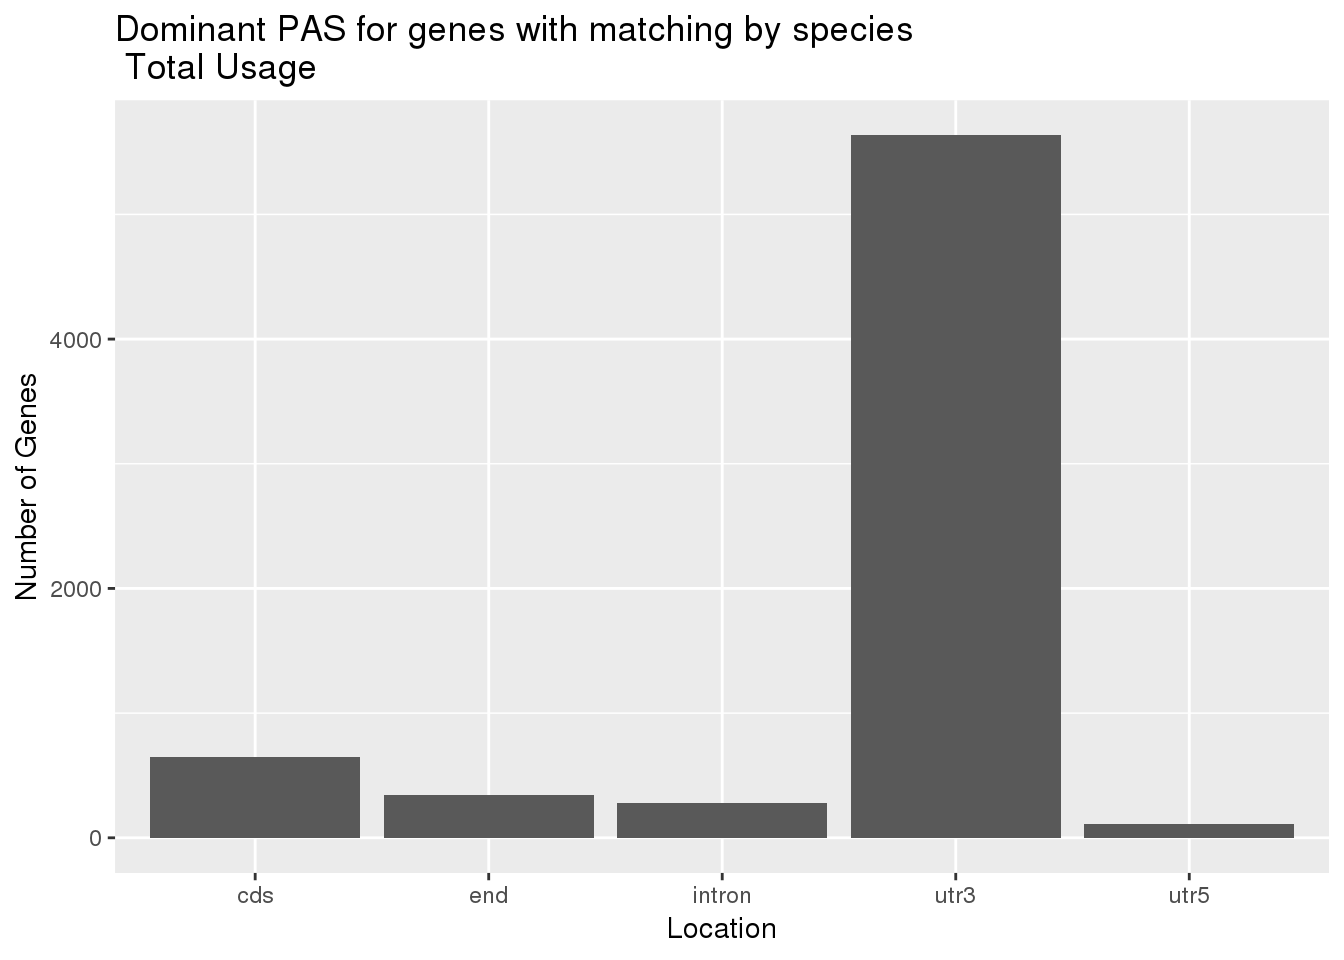 Dominant PAS for genes with matching by species
Total Usage
Number of Genes
4000
2000
0
cds end intron utr3 utr5
Location